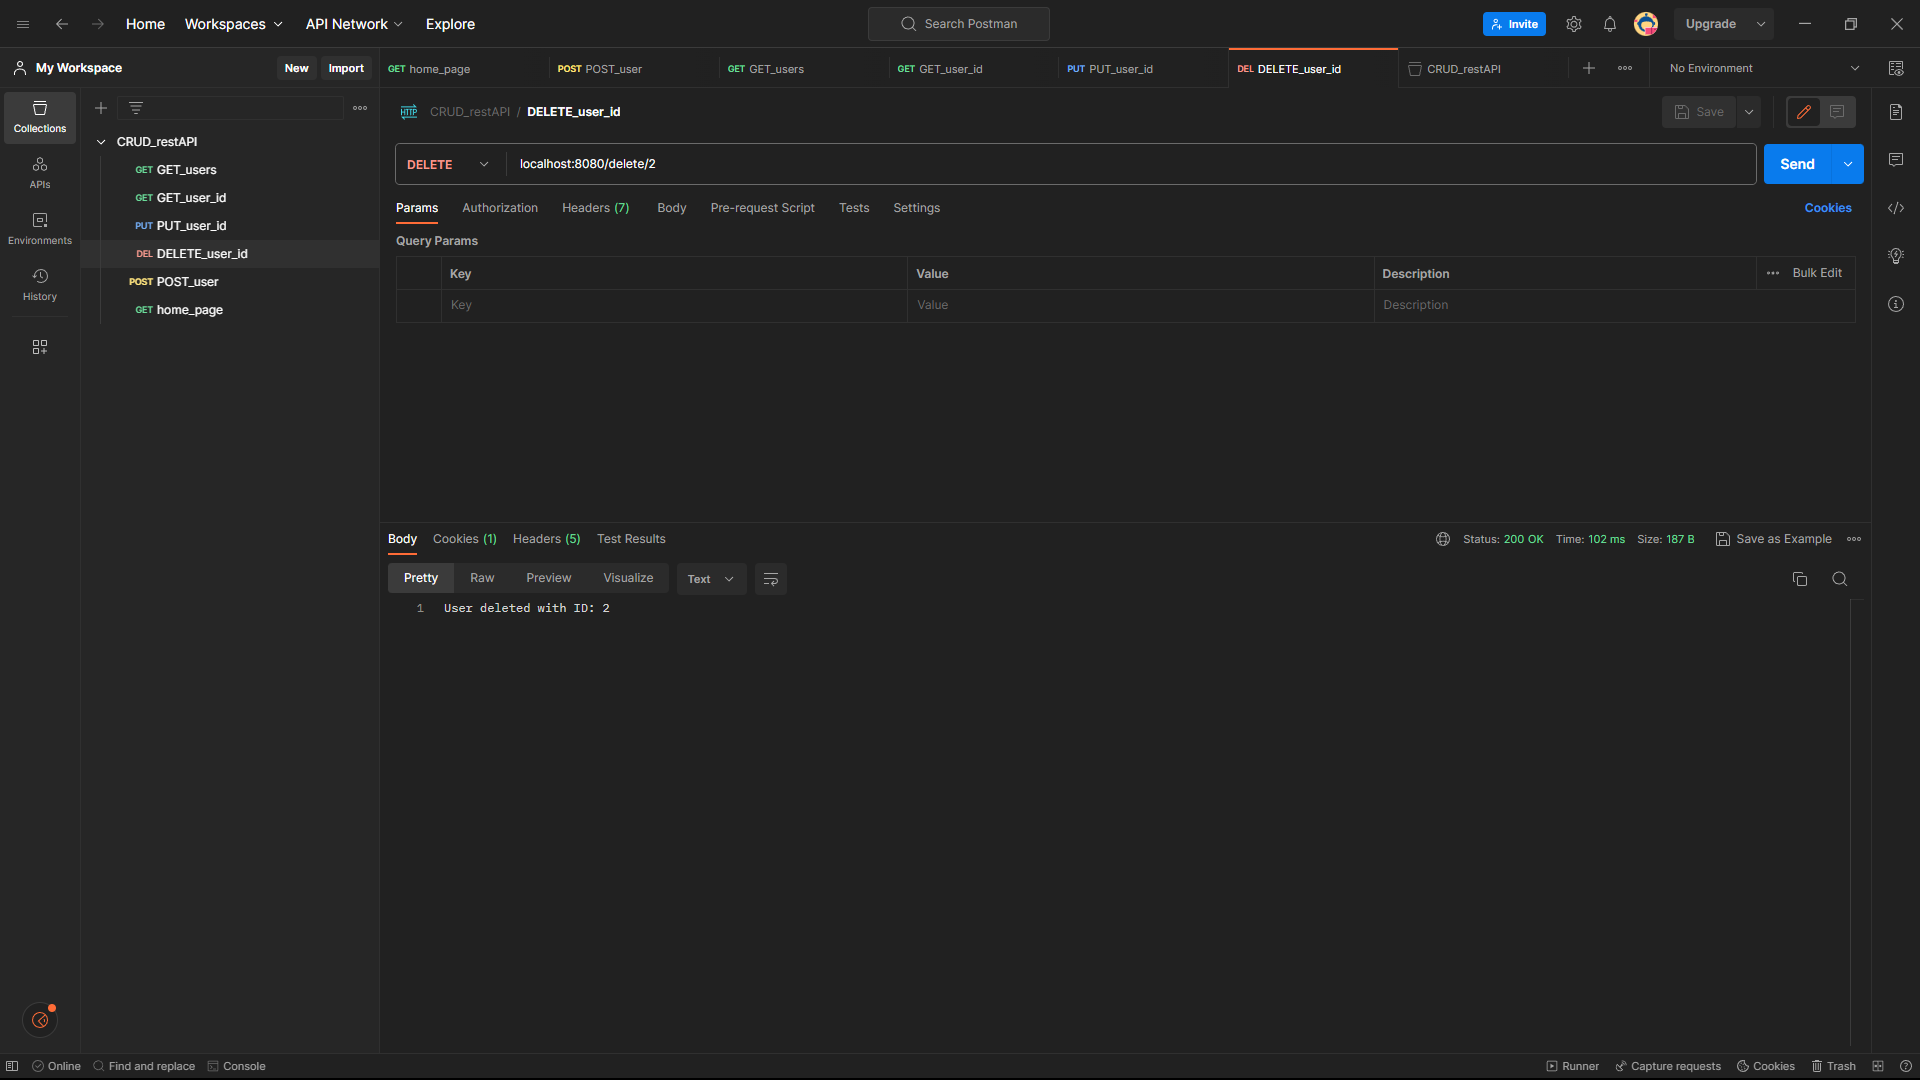 Home Workspaces API Network Explore Search Postman Invite Upgrade
My Workspace New Import GET home_page POST POST_user GET GET_users GET GET_user_id PUT PUT_user_id DEL DELETE_user_id CRUD_restAPI No Environment
Collections
APIs
Environments
History
CRUD_restAPI
GET GET_users
GET GET_user_id
PUT PUT_user_id
DEL DELETE_user_id
POST POST_user
GET home_page
HTTP CRUD_restAPI / DELETE_user_id Save
DELETE localhost:8080/delete/2 Send
Params Authorization Headers (7) Body Pre-request Script Tests Settings Cookies
Query Params
Key Value Description Bulk Edit
Key Value Description
Body Cookies (1) Headers (5) Test Results Status: 200 OK Time: 102 ms Size: 187 B Save as Example
Pretty Raw Preview Visualize Text
1 User deleted with ID: 2
Online Find and replace Console Runner Capture requests Cookies Trash